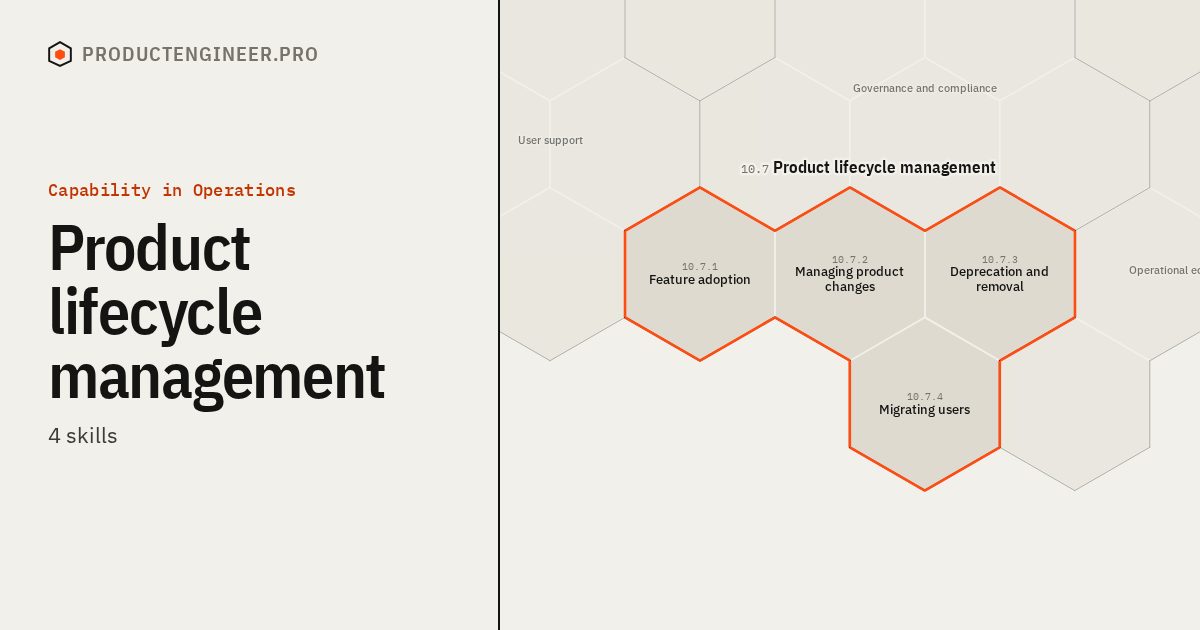 PRODUCTENGINEER.PRO
Capability in Operations
Product
lifecycle
management
4 skills
Governance and compliance
User support
10.7 Product lifecycle management
10.7.1
Feature adoption
10.7.2
Managing product
changes
10.7.3
Deprecation and
removal
Operational
10.7.4
Migrating users